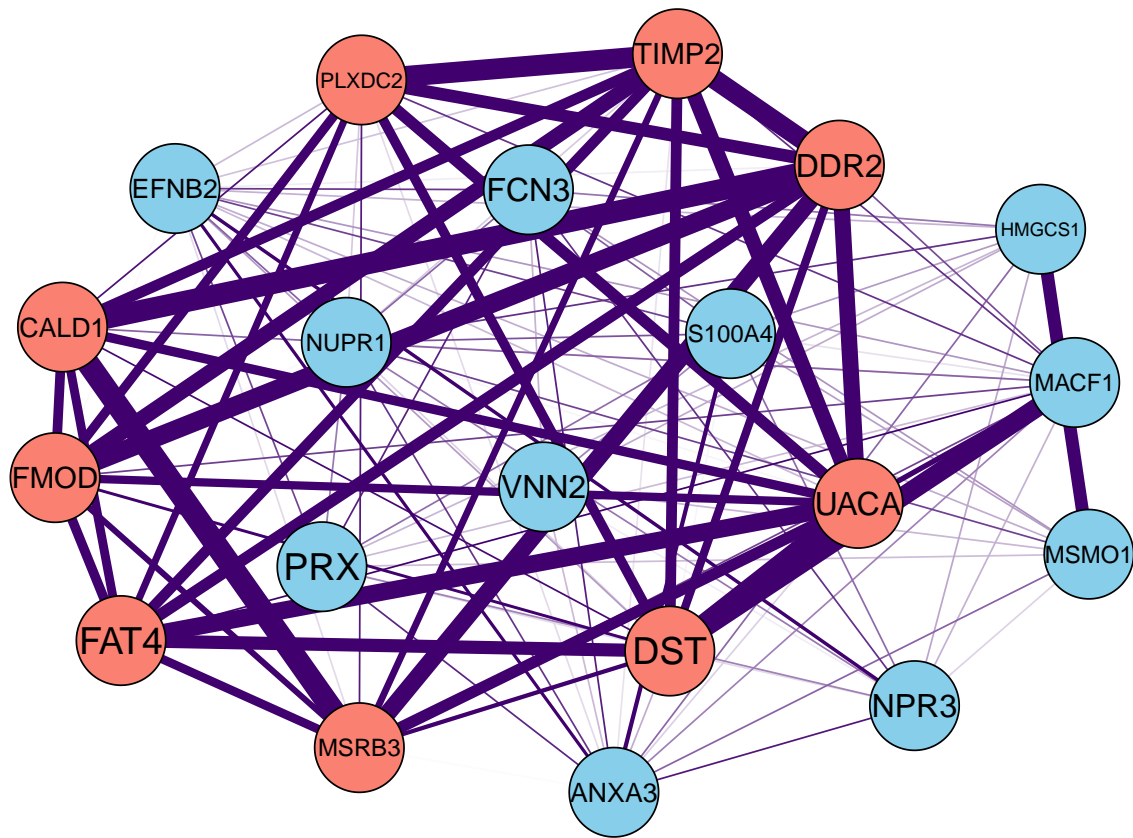 TIMP2
PLXDC2
DDR2
EFNB2
FCN3
HMGCS1
CALD1
NUPR1
S100A4
MACF1
FMOD
VNN2
UACA
PRX
MSMO1
FAT4
DST
NPR3
MSRB3
ANXA3